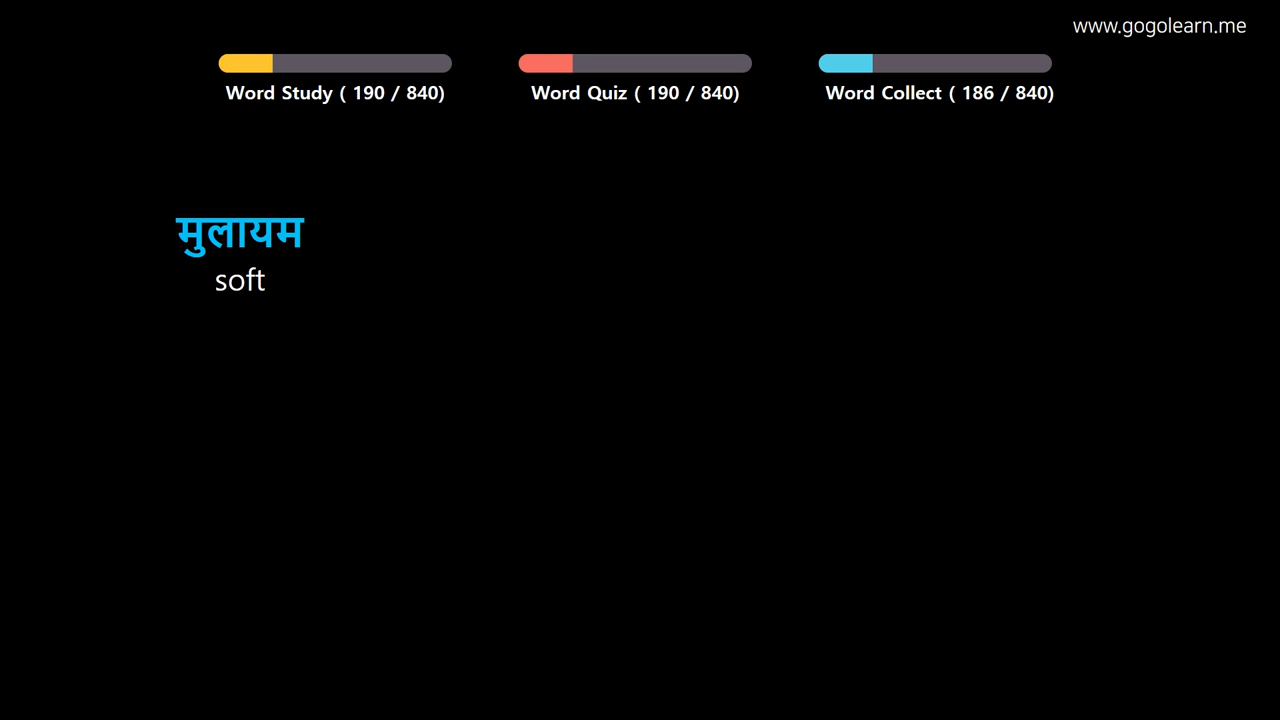 www.gogolearn.me
Word Study ( 190 / 840)
Word Quiz ( 190 / 840)
Word Collect ( 186 / 840)
मुलायम
soft